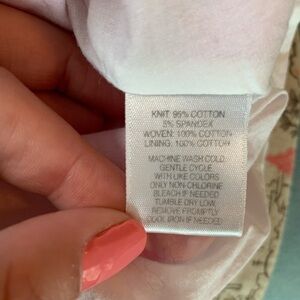 KNIT: 95% COTTON
5% SPANDEX
WOVEN: 100% COTTON
LINING: 100% COTTON
MACHINE WASH COLD
GENTLE CYCLE
WITH LIKE COLORS
ONLY NON-CHLORINE
BLEACH IF NEEDED
TUMBLE DRY LOW
REMOVE PROMPTLY
COOL IRON IF NEEDED